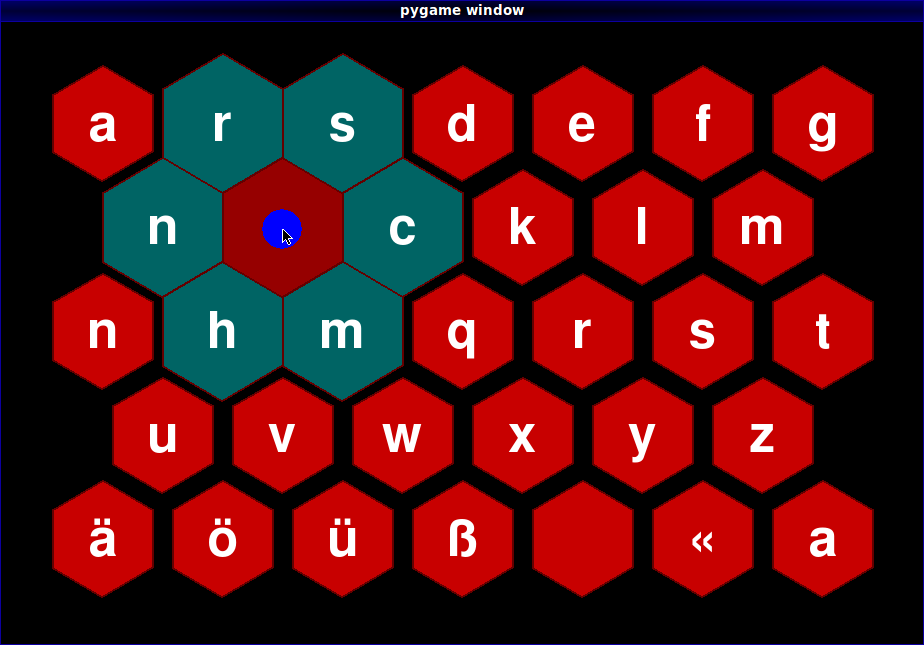 pygame window
a r s d e f g
n c k l m
n h m q r s t
u v w x y z
ä ö ü ß « a